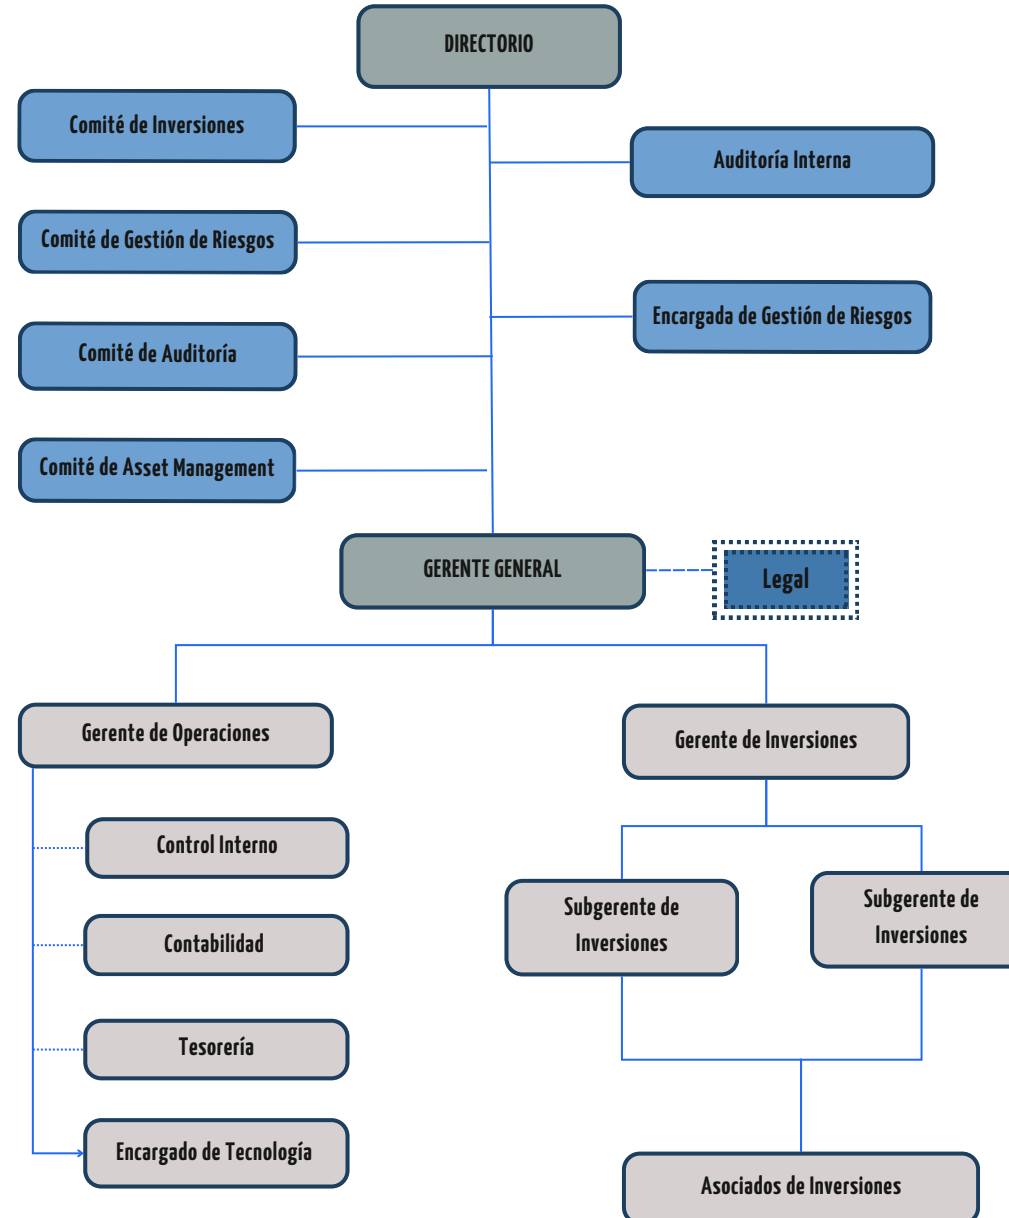 DIRECTORIO
Comité de Inversiones
Auditoría Interna
Comité de Gestión de Riesgos
Encargada de Gestión de Riesgos
Comité de Auditoría
Comité de Asset Management
GERENTE GENERAL
Legal
Gerente de Operaciones
Gerente de Inversiones
Control Interno
Contabilidad
Tesorería
Encargado de Tecnología
Subgerente de
Inversiones
Subgerente de
Inversiones
Asociados de Inversiones